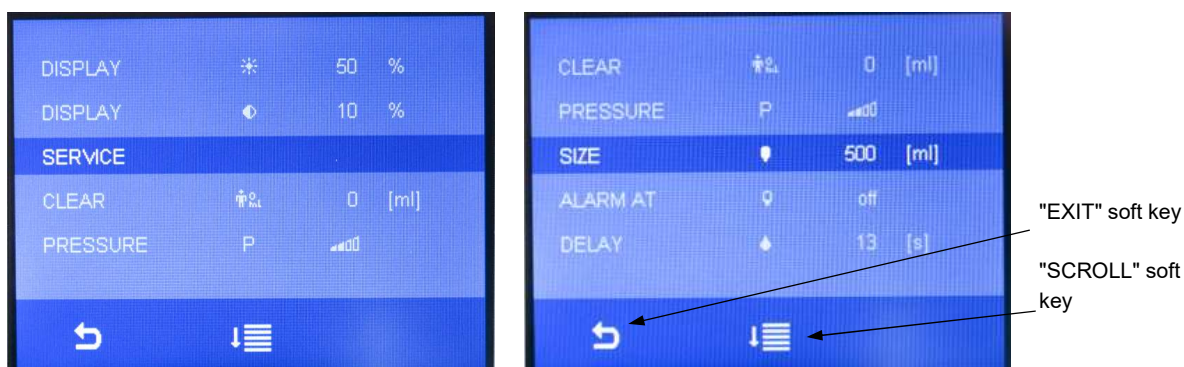 DISPLAY 50 %
DISPLAY 10 %
SERVICE
CLEAR 0 [ml]
PRESSURE P
CLEAR 0 [ml]
PRESSURE P
SIZE 500 [ml]
ALARM AT off
DELAY 13 [s]
"EXIT" soft key
"SCROLL" soft
key